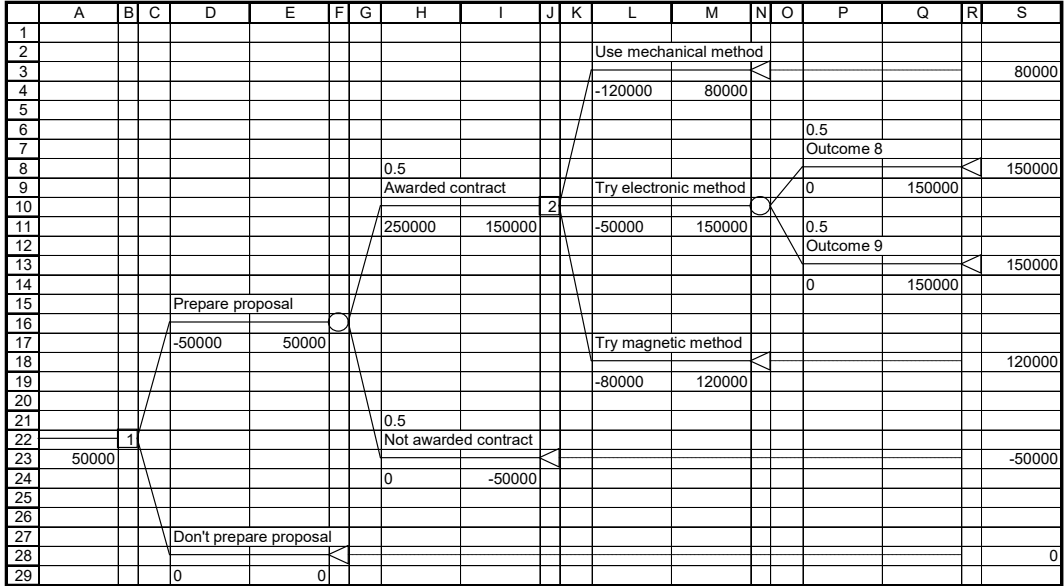 A B C D E F G H I J K L M N O P Q R S
1
2 Use mechanical method
3 80000
4 -120000 80000
5
6 0.5
7 Outcome 8
8 0.5 150000
9 Awarded contract Try electronic method 0 150000
10 2
11 250000 150000 -50000 150000 0.5
12 Outcome 9
13 150000
14 0 150000
15 Prepare proposal
16
17 -50000 50000 Try magnetic method
18 120000
19 -80000 120000
20
21 0.5
22 1 Not awarded contract
23 50000 -50000
24 0 -50000
25
26
27 Don't prepare proposal
28 0
29 0 0